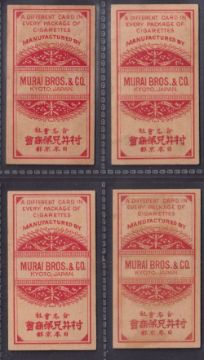 A DIFFERENT CARD IN
EVERY PACKAGE OF
CIGARETTES
MANUFACTURED BY
MURAI BROS. & CO.
KYOTO, JAPAN.
合名會社
村井兄弟商會
日本京都
A DIFFERENT CARD IN
EVERY PACKAGE OF
CIGARETTES
MANUFACTURED BY
MURAI BROS. & CO.
KYOTO, JAPAN.
合名會社
村井兄弟商會
日本京都
A DIFFERENT CARD IN
EVERY PACKAGE OF
CIGARETTES
MANUFACTURED BY
MURAI BROS. & CO.
KYOTO, JAPAN.
合名會社
村井兄弟商會
日本京都
A DIFFERENT CARD IN
EVERY PACKAGE OF
CIGARETTES
MANUFACTURED BY
MURAI BROS. & CO.
KYOTO, JAPAN.
合名會社
村井兄弟商會
日本京都